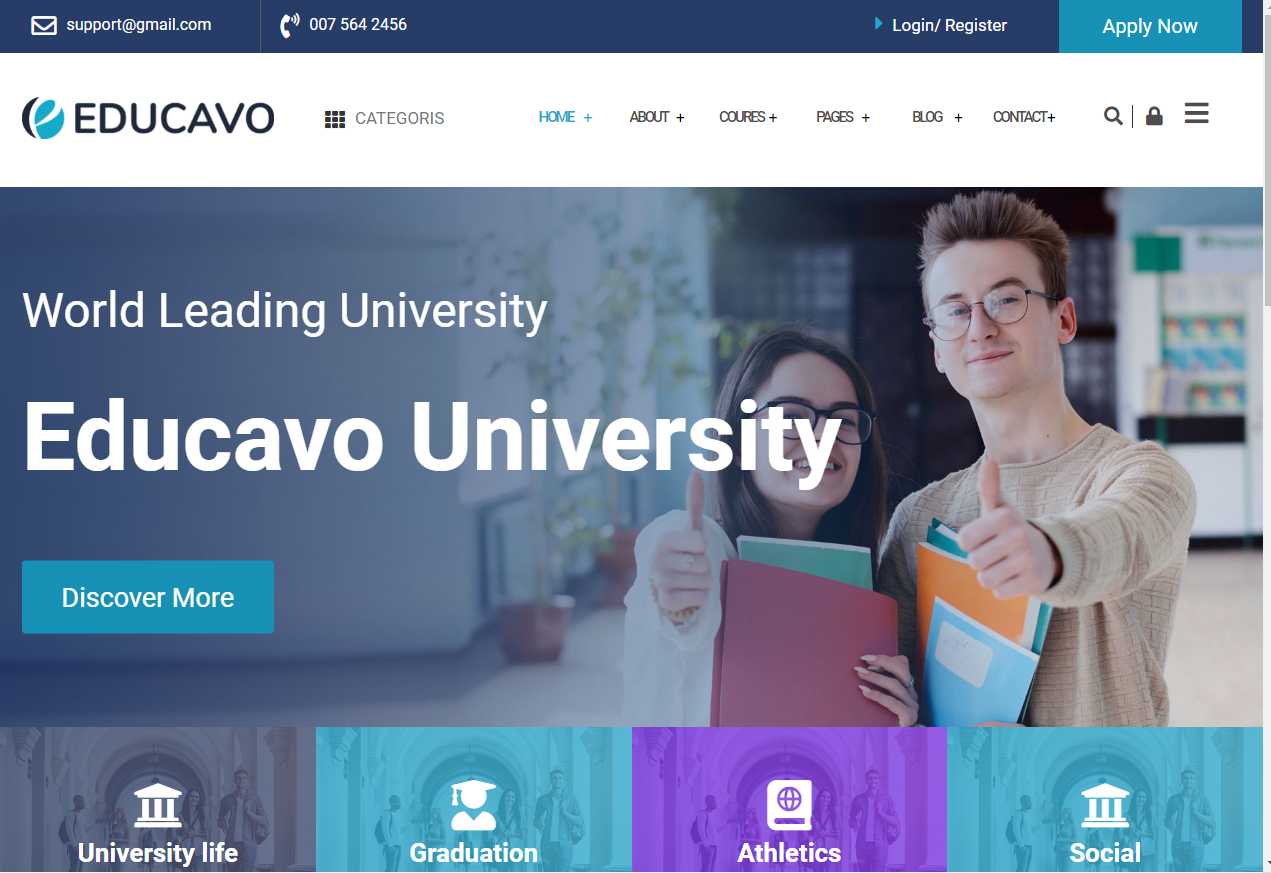 support@gmail.com
007 564 2456
Login/ Register
Apply Now
EDUCAVO
CATEGORIS
HOME +
ABOUT +
COURES +
PAGES +
BLOG +
CONTACT+
World Leading University
Educavo University
Discover More
University life
Graduation
Athletics
Social